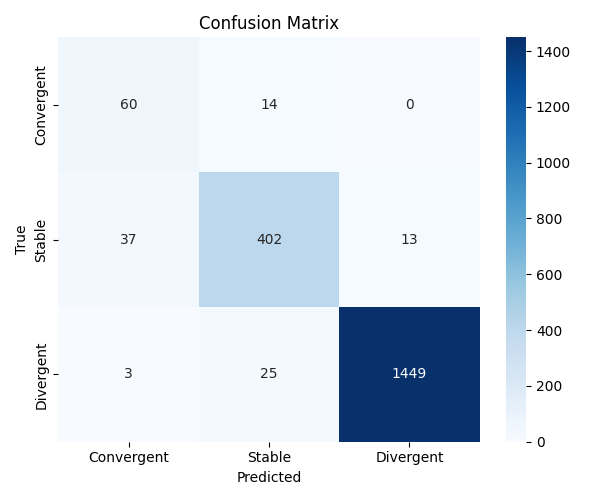 Confusion Matrix
True
Convergent
Stable
Divergent
60 14 0
37 402 13
3 25 1449
Convergent Stable Divergent
Predicted
1400
1200
1000
800
600
400
200
0